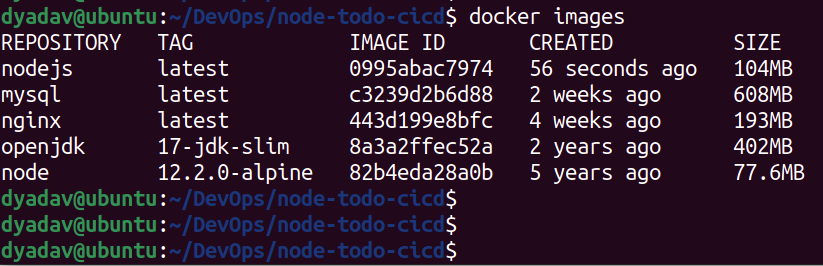 dyadav@ubuntu:~/DevOps/node-todo-cicd$ docker images
REPOSITORY   TAG             IMAGE ID       CREATED          SIZE
nodejs       latest          0995abac7974   56 seconds ago   104MB
mysql        latest          c3239d2b6d88   2 weeks ago      608MB
nginx        latest          443d199e8bfc   4 weeks ago      193MB
openjdk      17-jdk-slim     8a3a2ffec52a   2 years ago      402MB
node         12.2.0-alpine   82b4eda28a0b   5 years ago      77.6MB
dyadav@ubuntu:~/DevOps/node-todo-cicd$
dyadav@ubuntu:~/DevOps/node-todo-cicd$
dyadav@ubuntu:~/DevOps/node-todo-cicd$